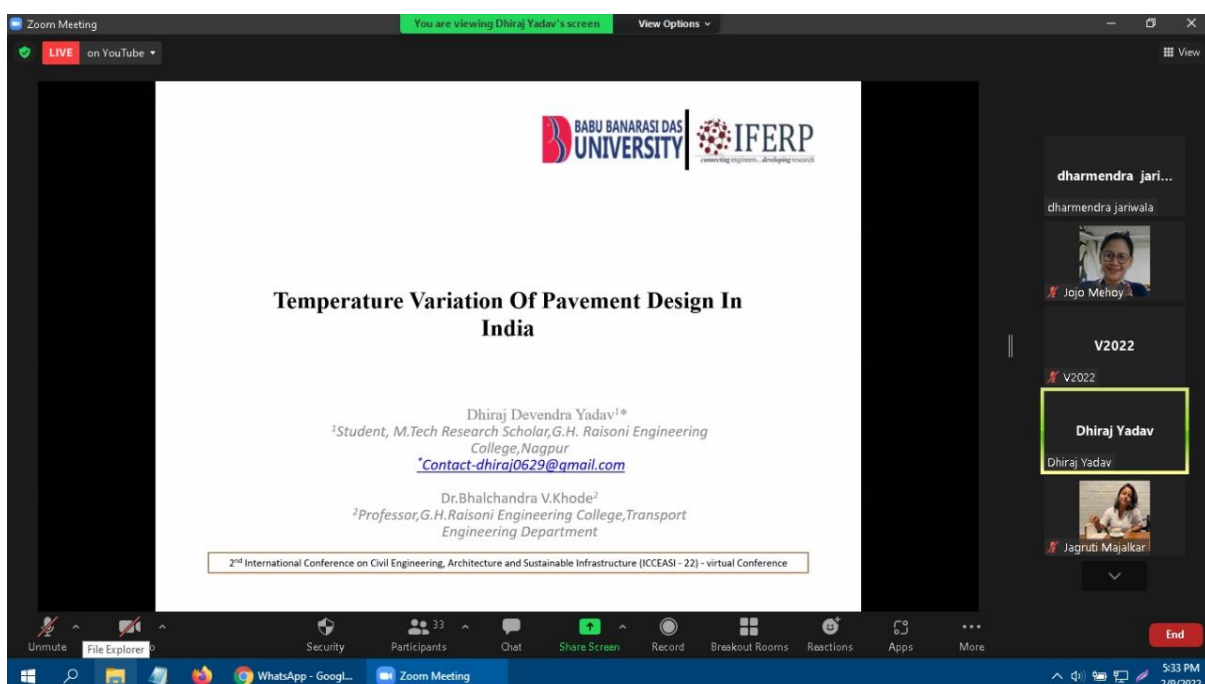 Zoom Meeting
You are viewing Dhiraj Yadav's screen
View Options
LIVE on YouTube
View
BABU BANARASI DAS
UNIVERSITY
IFERP
connecting engineers...developing research
Temperature Variation Of Pavement Design In
India
Dhiraj Devendra Yadav1*
1Student, M.Tech Research Scholar,G.H. Raisoni Engineering
College,Nagpur
*Contact-dhiraj0629@gmail.com
Dr.Bhalchandra V.Khode2
2Professor,G.H.Raisoni Engineering College,Transport
Engineering Department
2nd International Conference on Civil Engineering, Architecture and Sustainable Infrastructure (ICCEASI - 22) - virtual Conference
dharmendra jari...
dharmendra jariwala
Jojo Mehoy
V2022
V2022
Dhiraj Yadav
Dhiraj Yadav
Jagruti Majalkar
33
Unmute
File Explorer
Security
Participants
Chat
Share Screen
Record
Breakout Rooms
Reactions
Apps
More
End
WhatsApp - Googl...
Zoom Meeting
5:33 PM